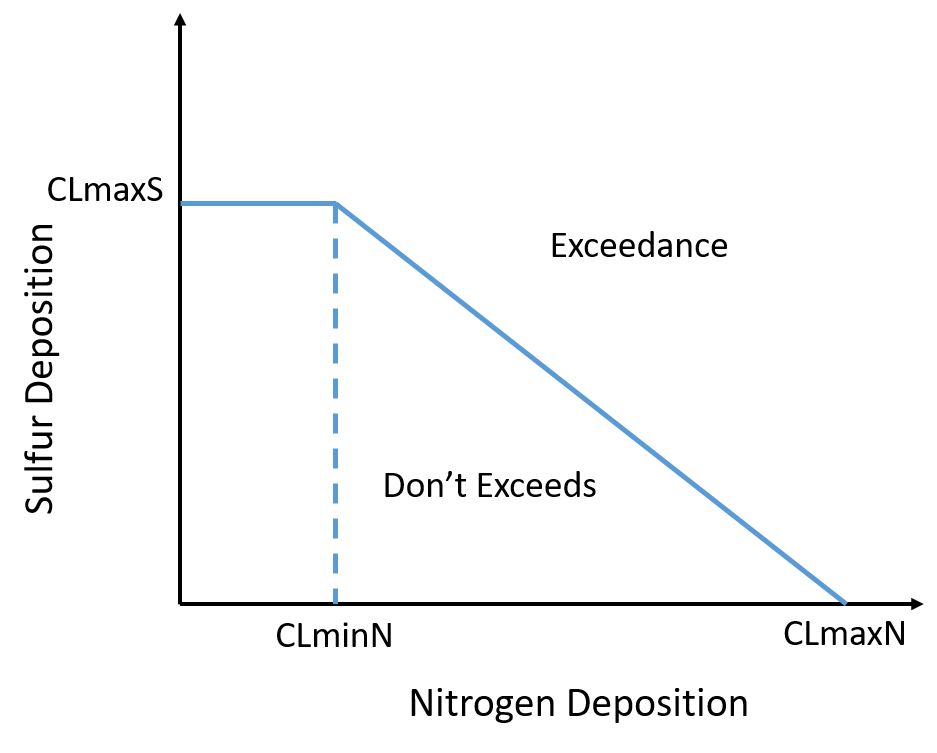 CLmaxS
Exceedance
Sulfur Deposition
Don’t Exceeds
CLminN
CLmaxN
Nitrogen Deposition